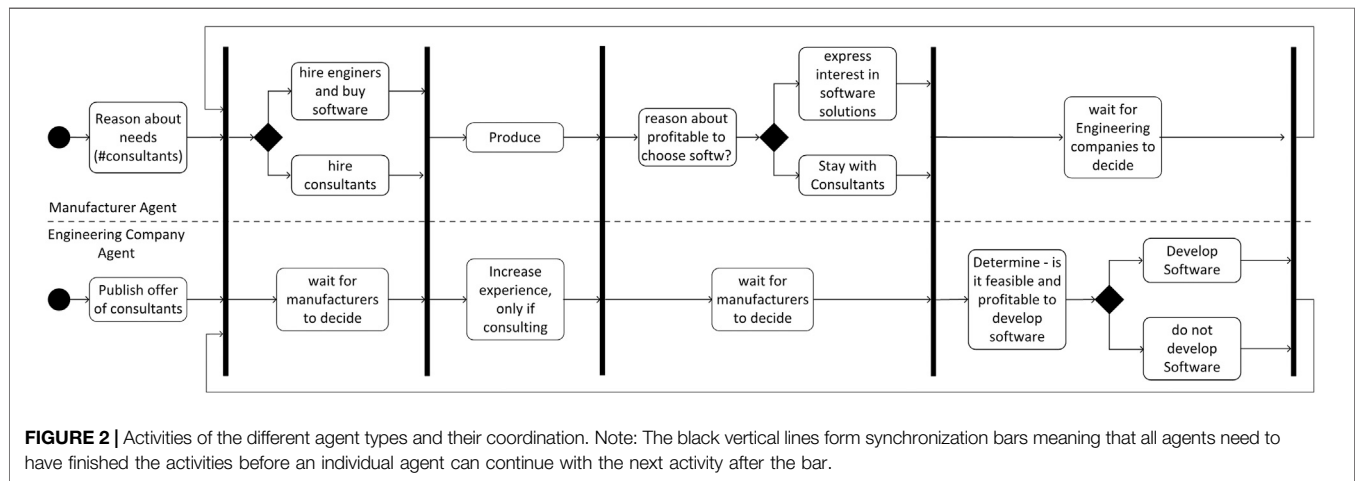 Reason about
needs
(#consultants)
hire enginers
and buy
software
hire
consultants
Produce
reason about
profitable to
choose softw?
express
interest in
software
solutions
Stay with
Consultants
wait for
Engineering
companies to
decide
Manufacturer Agent
Engineering Company
Agent
Publish offer
of consultants
wait for
manufacturers
to decide
Increase
experience,
only if
consulting
wait for
manufacturers
to decide
Determine - is
it feasible and
profitable to
develop
software
Develop
Software
do not
develop
Software
FIGURE 2 | Activities of the different agent types and their coordination. Note: The black vertical lines form synchronization bars meaning that all agents need to
have finished the activities before an individual agent can continue with the next activity after the bar.